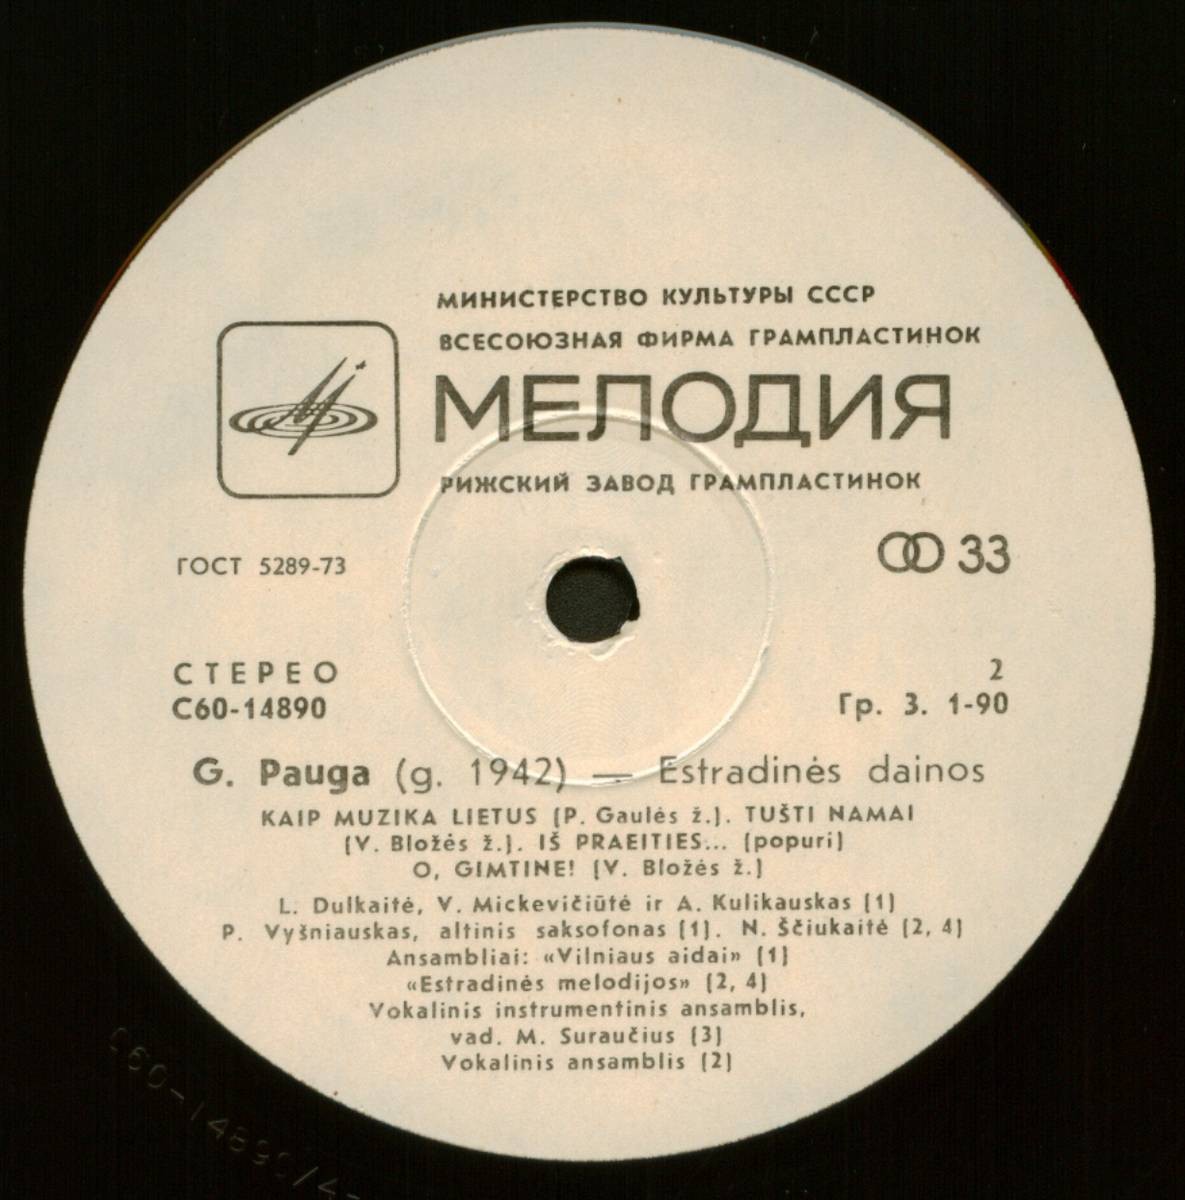 МИНИСТЕРСТВО КУЛЬТУРЫ СССР
ВСЕСОЮЗНАЯ ФИРМА ГРАМПЛАСТИНОК
МЕЛОДИЯ
РИЖСКИЙ ЗАВОД ГРАМПЛАСТИНОК
ГОСТ 5289-73
33
СТЕРЕО
2
С60-14890
Гр. 3. 1-90
G. Pauga (g. 1942) — Estradinės dainos
KAIP MUZIKA LIETUS (P. Gaulės ž.). TUŠTI NAMAI
(V. Bložės ž.). IŠ PRAEITIES... (popuri)
O, GIMTINE! (V. Bložės ž.)
L. Dulkaitė, V. Mickevičiūtė ir A. Kulikauskas (1)
P. Vyšniauskas, altinis saksofonas (1). N. Ščiukaitė (2, 4)
Ansambliai: «Vilniaus aidai» (1)
«Estradinės melodijos» (2, 4)
Vokalinis instrumentinis ansamblis,
vad. M. Suraučius (3)
Vokalinis ansamblis (2)